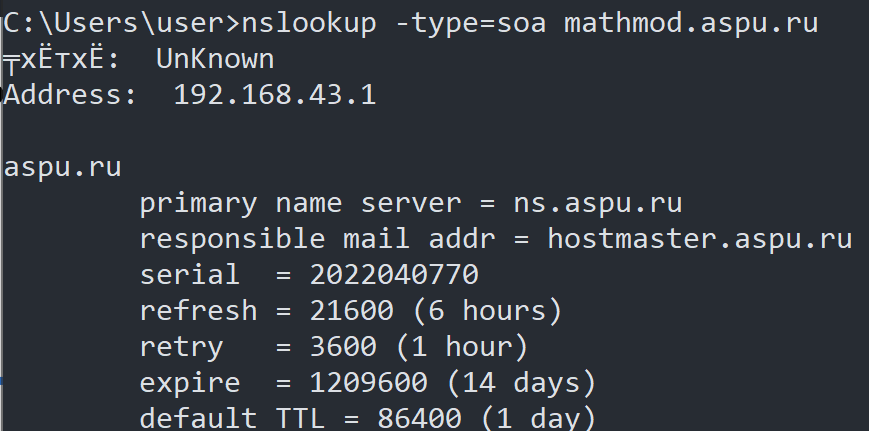 C:\Users\user>nslookup -type=soa mathmod.aspu.ru
╤хЁтхЁ:  UnKnown
Address:  192.168.43.1

aspu.ru
        primary name server = ns.aspu.ru
        responsible mail addr = hostmaster.aspu.ru
        serial  = 2022040770
        refresh = 21600 (6 hours)
        retry   = 3600 (1 hour)
        expire  = 1209600 (14 days)
        default TTL = 86400 (1 day)